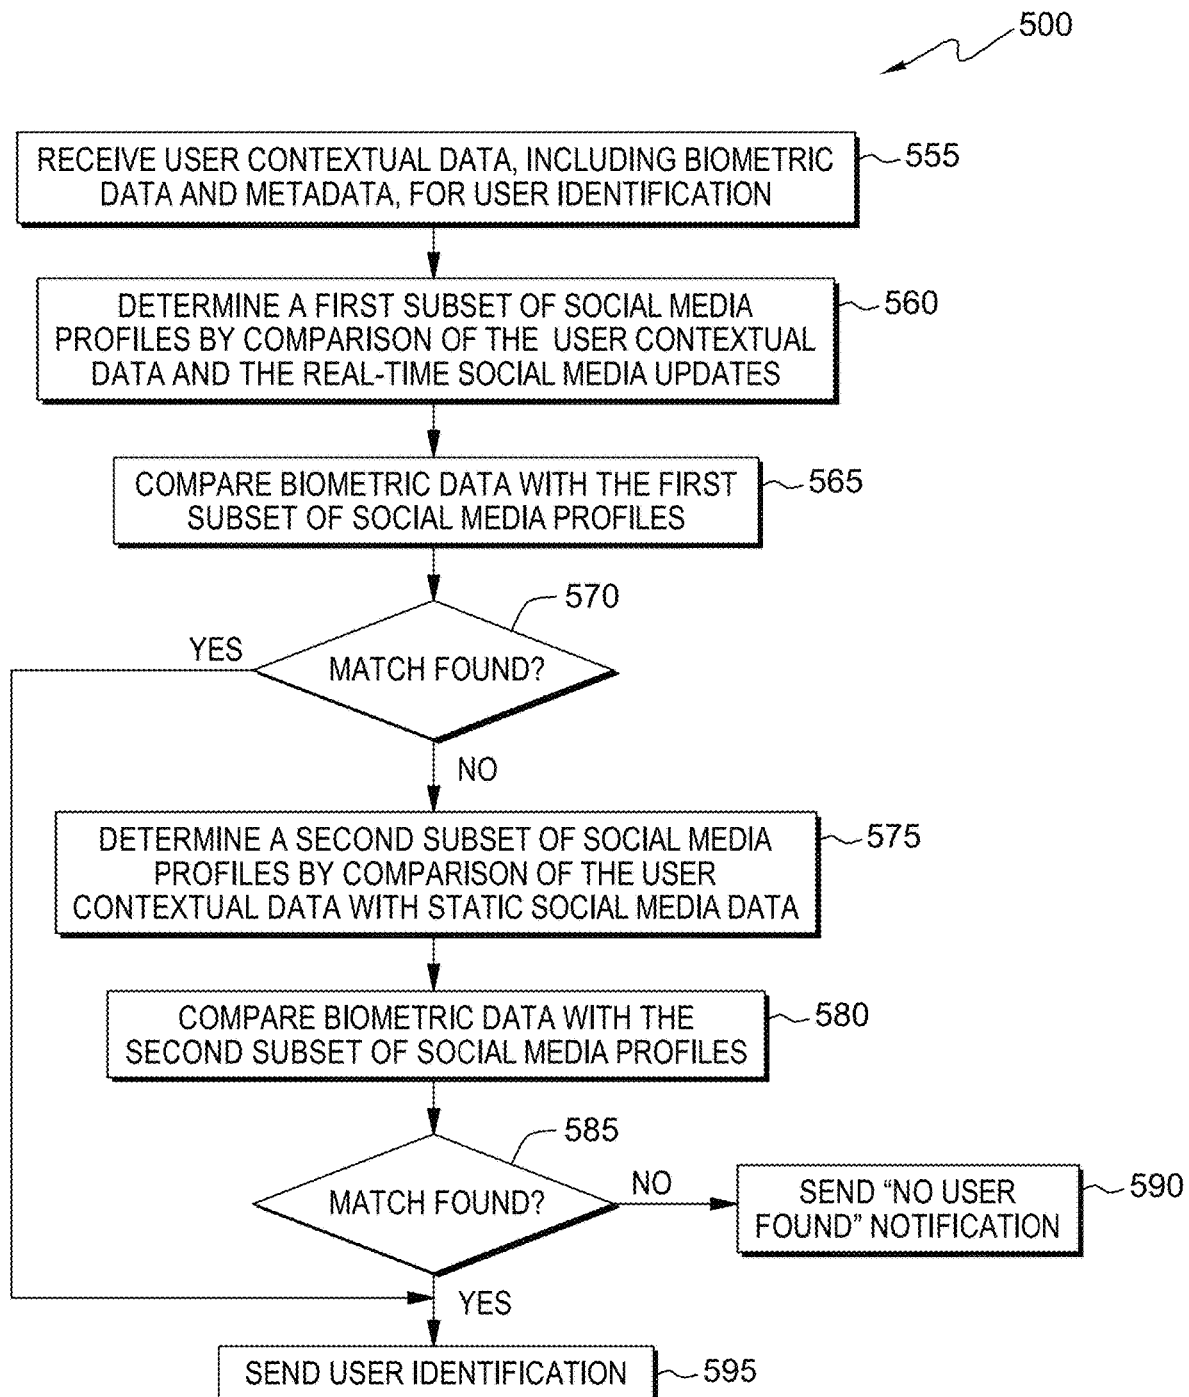 500
RECEIVE USER CONTEXTUAL DATA, INCLUDING BIOMETRIC
DATA AND METADATA, FOR USER IDENTIFICATION
555
DETERMINE A FIRST SUBSET OF SOCIAL MEDIA
PROFILES BY COMPARISON OF THE USER CONTEXTUAL
DATA AND THE REAL-TIME SOCIAL MEDIA UPDATES
560
COMPARE BIOMETRIC DATA WITH THE FIRST
SUBSET OF SOCIAL MEDIA PROFILES
565
570
YES
MATCH FOUND?
NO
DETERMINE A SECOND SUBSET OF SOCIAL MEDIA
PROFILES BY COMPARISON OF THE USER
CONTEXTUAL DATA WITH STATIC SOCIAL MEDIA DATA
575
COMPARE BIOMETRIC DATA WITH THE
SECOND SUBSET OF SOCIAL MEDIA PROFILES
580
585
MATCH FOUND?
NO
SEND “NO USER
FOUND” NOTIFICATION
590
YES
SEND USER IDENTIFICATION
595